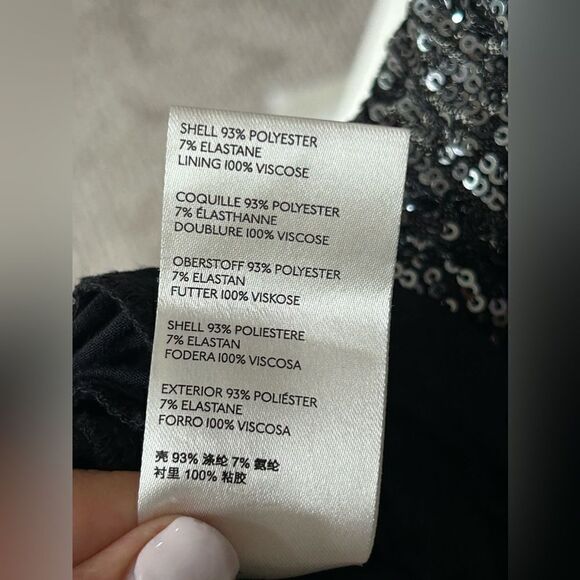 SHELL 93% POLYESTER
7% ELASTANE
LINING 100% VISCOSE
COQUILLE 93% POLYESTER
7% ÉLASTHANNE
DOUBLURE 100% VISCOSE
OBERSTOFF 93% POLYESTER
7% ELASTAN
FUTTER 100% VISKOSE
SHELL 93% POLIESTERE
7% ELASTAN
FODERA 100% VISCOSA
EXTERIOR 93% POLIÉSTER
7% ELASTANE
FORRO 100% VISCOSA
壳 93% 涤纶 7% 氨纶
衬里 100% 粘胶